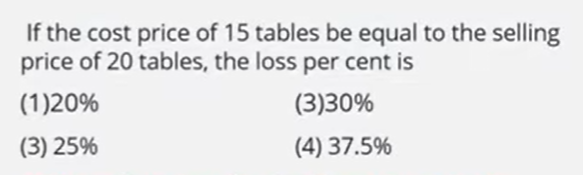 If the cost price of 15 tables be equal to the selling
price of 20 tables, the loss per cent is
(1)20% (3)30%
(3) 25% (4) 37.5%